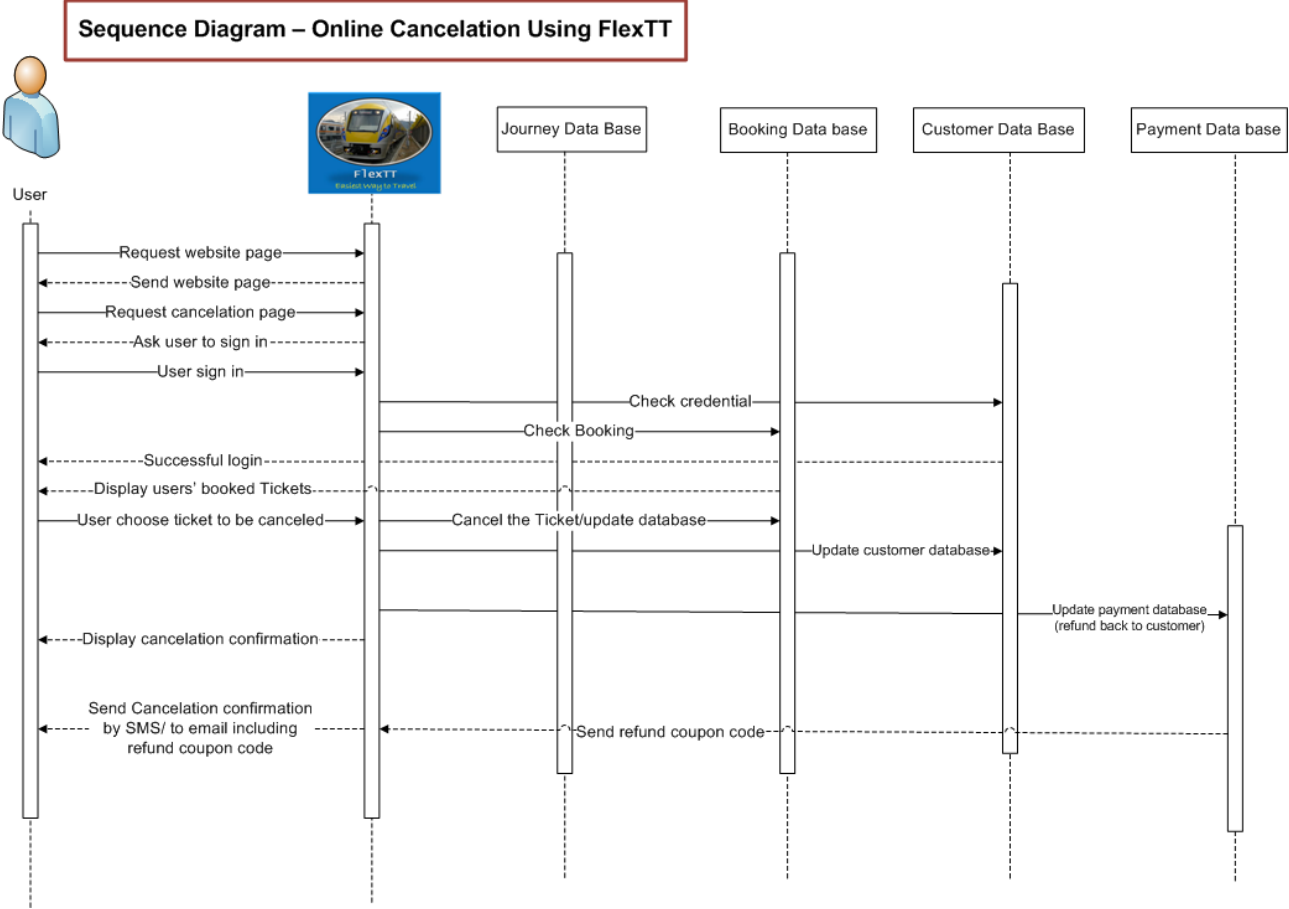 Sequence Diagram – Online Cancelation Using FlexTT
Journey Data Base
Booking Data base
Customer Data Base
Payment Data base
FlexTT
Easiest Way to Travel
User
Request website page
Send website page
Request cancelation page
Ask user to sign in
User sign in
Check credential
Check Booking
Successful login
Display users' booked Tickets
User choose ticket to be canceled
Cancel the Ticket/update database
Update customer database
Update payment database
(refund back to customer)
Display cancelation confirmation
Send Cancelation confirmation
by SMS/ to email including
refund coupon code
Send refund coupon code